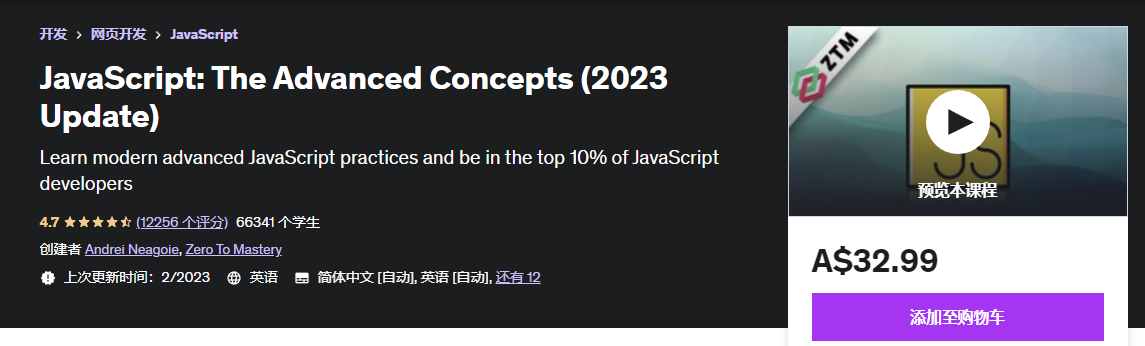 开发 > 网页开发 > JavaScript
JavaScript: The Advanced Concepts (2023
Update)
Learn modern advanced JavaScript practices and be in the top 10% of JavaScript
developers
4.7 (12256 个评分) 66341 个学生
创建者 Andrei Neagoie, Zero To Mastery
上次更新时间：2/2023 英语 简体中文 [自动], 英语 [自动], 还有 12
ZTM
JS
预览本课程
A$32.99
添加至购物车